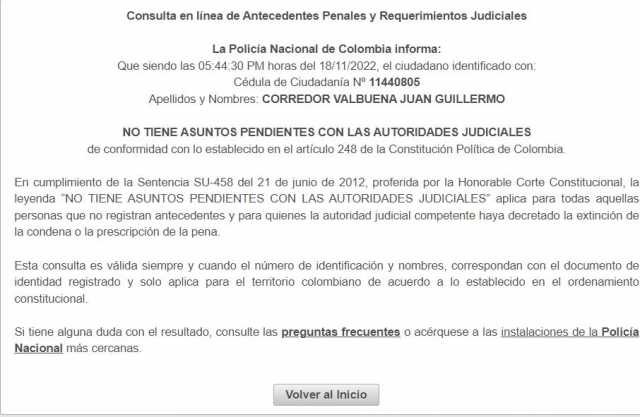 Consulta en línea de Antecedentes Penales y Requerimientos Judiciales
La Policía Nacional de Colombia informa:
Que siendo las 05:44:30 PM horas del 18/11/2022, el ciudadano identificado con:
Cédula de Ciudadanía Nº 11440805
Apellidos y Nombres: CORREDOR VALBUENA JUAN GUILLERMO
NO TIENE ASUNTOS PENDIENTES CON LAS AUTORIDADES JUDICIALES
de conformidad con lo establecido en el artículo 248 de la Constitución Política de Colombia.
En cumplimiento de la Sentencia SU-458 del 21 de junio de 2012, proferida por la Honorable Corte Constitucional, la
leyenda "NO TIENE ASUNTOS PENDIENTES CON LAS AUTORIDADES JUDICIALES" aplica para todas aquellas
personas que no registran antecedentes y para quienes la autoridad judicial competente haya decretado la extinción de
la condena o la prescripción de la pena.
Esta consulta es válida siempre y cuando el número de identificación y nombres, correspondan con el documento de
identidad registrado y solo aplica para el territorio colombiano de acuerdo a lo establecido en el ordenamiento
constitucional.
Si tiene alguna duda con el resultado, consulte las preguntas frecuentes o acérquese a las instalaciones de la Policía
Nacional más cercanas.
Volver al Inicio